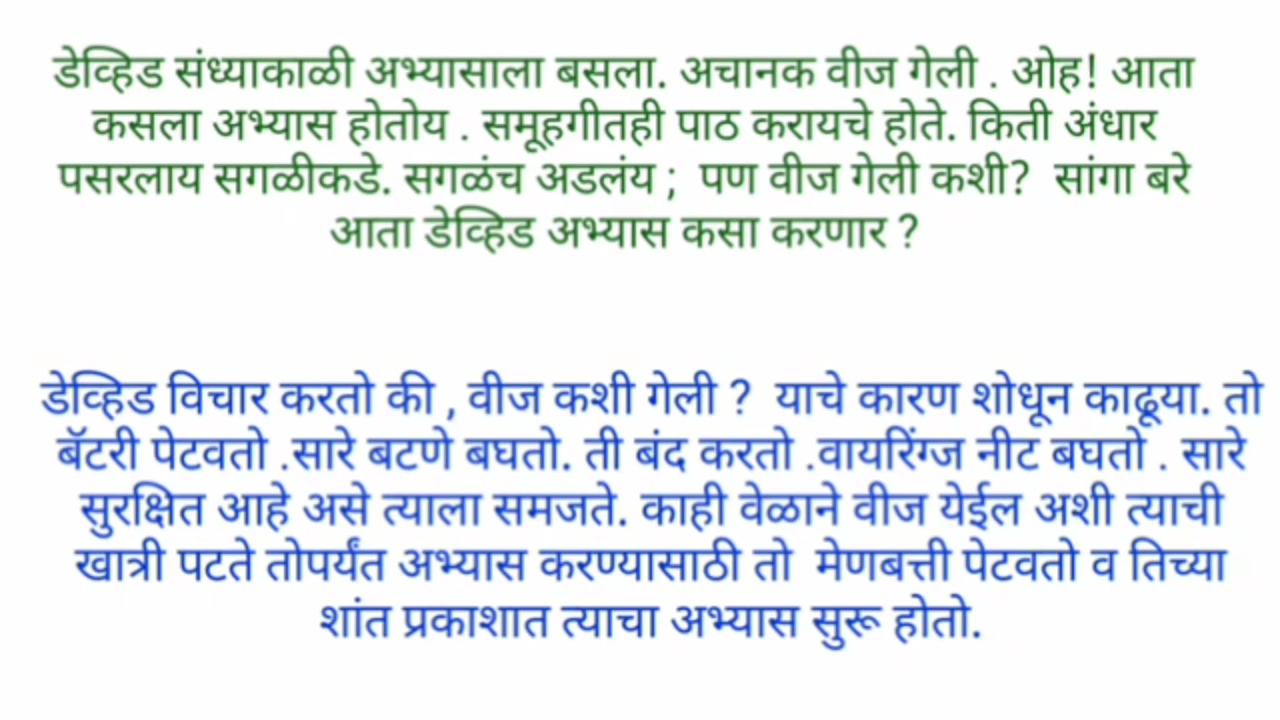 डेव्हिड संध्याकाळी अभ्यासाला बसला. अचानक वीज गेली . ओह! आता
कसला अभ्यास होतोय . समूहगीतही पाठ करायचे होते. किती अंधार
पसरलाय सगळीकडे. सगळंच अडलंय ; पण वीज गेली कशी? सांगा बरे
आता डेव्हिड अभ्यास कसा करणार ?
डेव्हिड विचार करतो की , वीज कशी गेली ? याचे कारण शोधून काढूया. तो
बॅटरी पेटवतो .सारे बटणे बघतो. ती बंद करतो .वायरिंग्ज नीट बघतो . सारे
सुरक्षित आहे असे त्याला समजते. काही वेळाने वीज येईल अशी त्याची
खात्री पटते तोपर्यंत अभ्यास करण्यासाठी तो मेणबत्ती पेटवतो व तिच्या
शांत प्रकाशात त्याचा अभ्यास सुरू होतो.